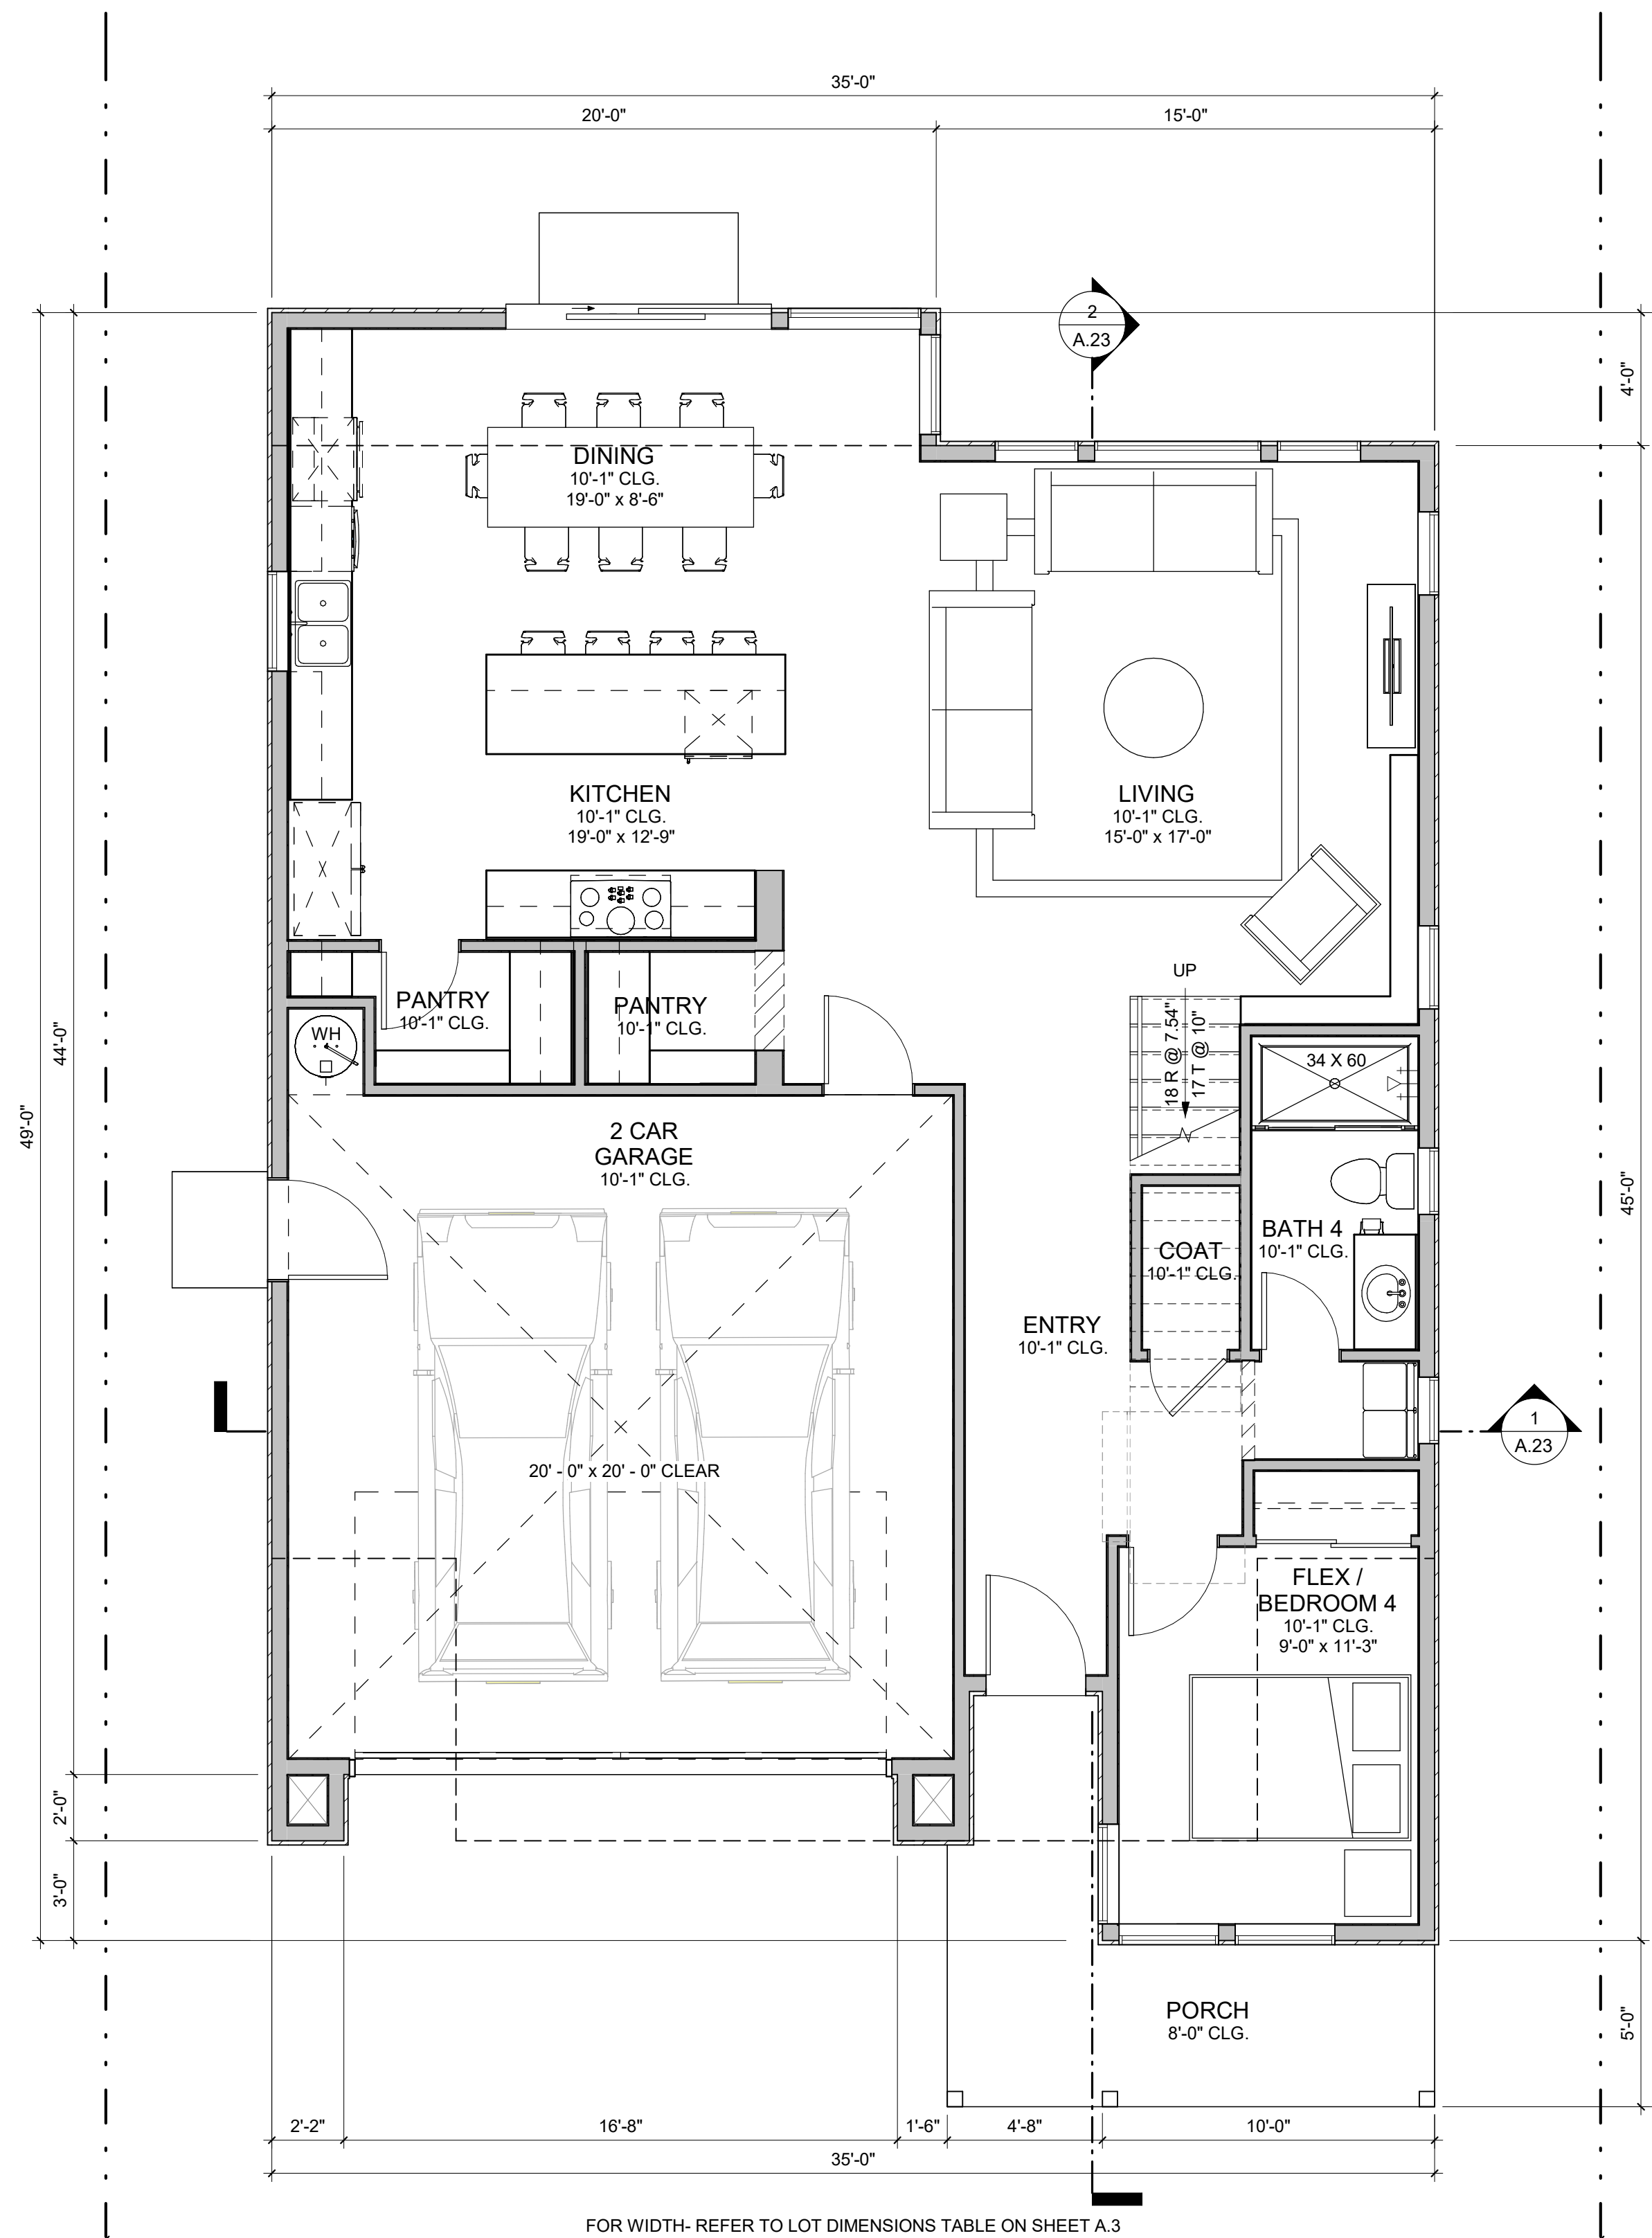 35'-0"
20'-0"
15'-0"
2
A.23
4'-0"
DINING
10'-1" CLG.
19'-0" x 8'-6"
KITCHEN
10'-1" CLG.
19'-0" x 12'-9"
LIVING
10'-1" CLG.
15'-0" x 17'-0"
UP
18 R @ 7.54"
17 T @ 10"
PANTRY
10'-1" CLG.
PANTRY
10'-1" CLG.
WH
34 X 60
44'-0"
49'-0"
45'-0"
2 CAR
GARAGE
10'-1" CLG.
BATH 4
10'-1" CLG.
COAT
10'-1" CLG.
ENTRY
10'-1" CLG.
1
A.23
20' - 0" x 20' - 0" CLEAR
FLEX /
BEDROOM 4
10'-1" CLG.
9'-0" x 11'-3"
2'-0"
3'-0"
PORCH
8'-0" CLG.
5'-0"
2'-2"
16'-8"
1'-6"
4'-8"
10'-0"
35'-0"
FOR WIDTH- REFER TO LOT DIMENSIONS TABLE ON SHEET A.3